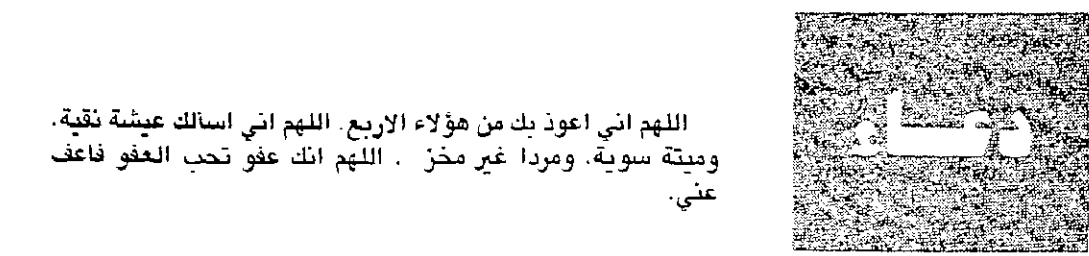 اللهم اني اعوذ بك من هؤلاء الاربع. اللهم اني اسالك عيشة نقية.
وميتة سوية. ومردا غير مخز . اللهم انك عفو تحب العفو فاعف
عني.